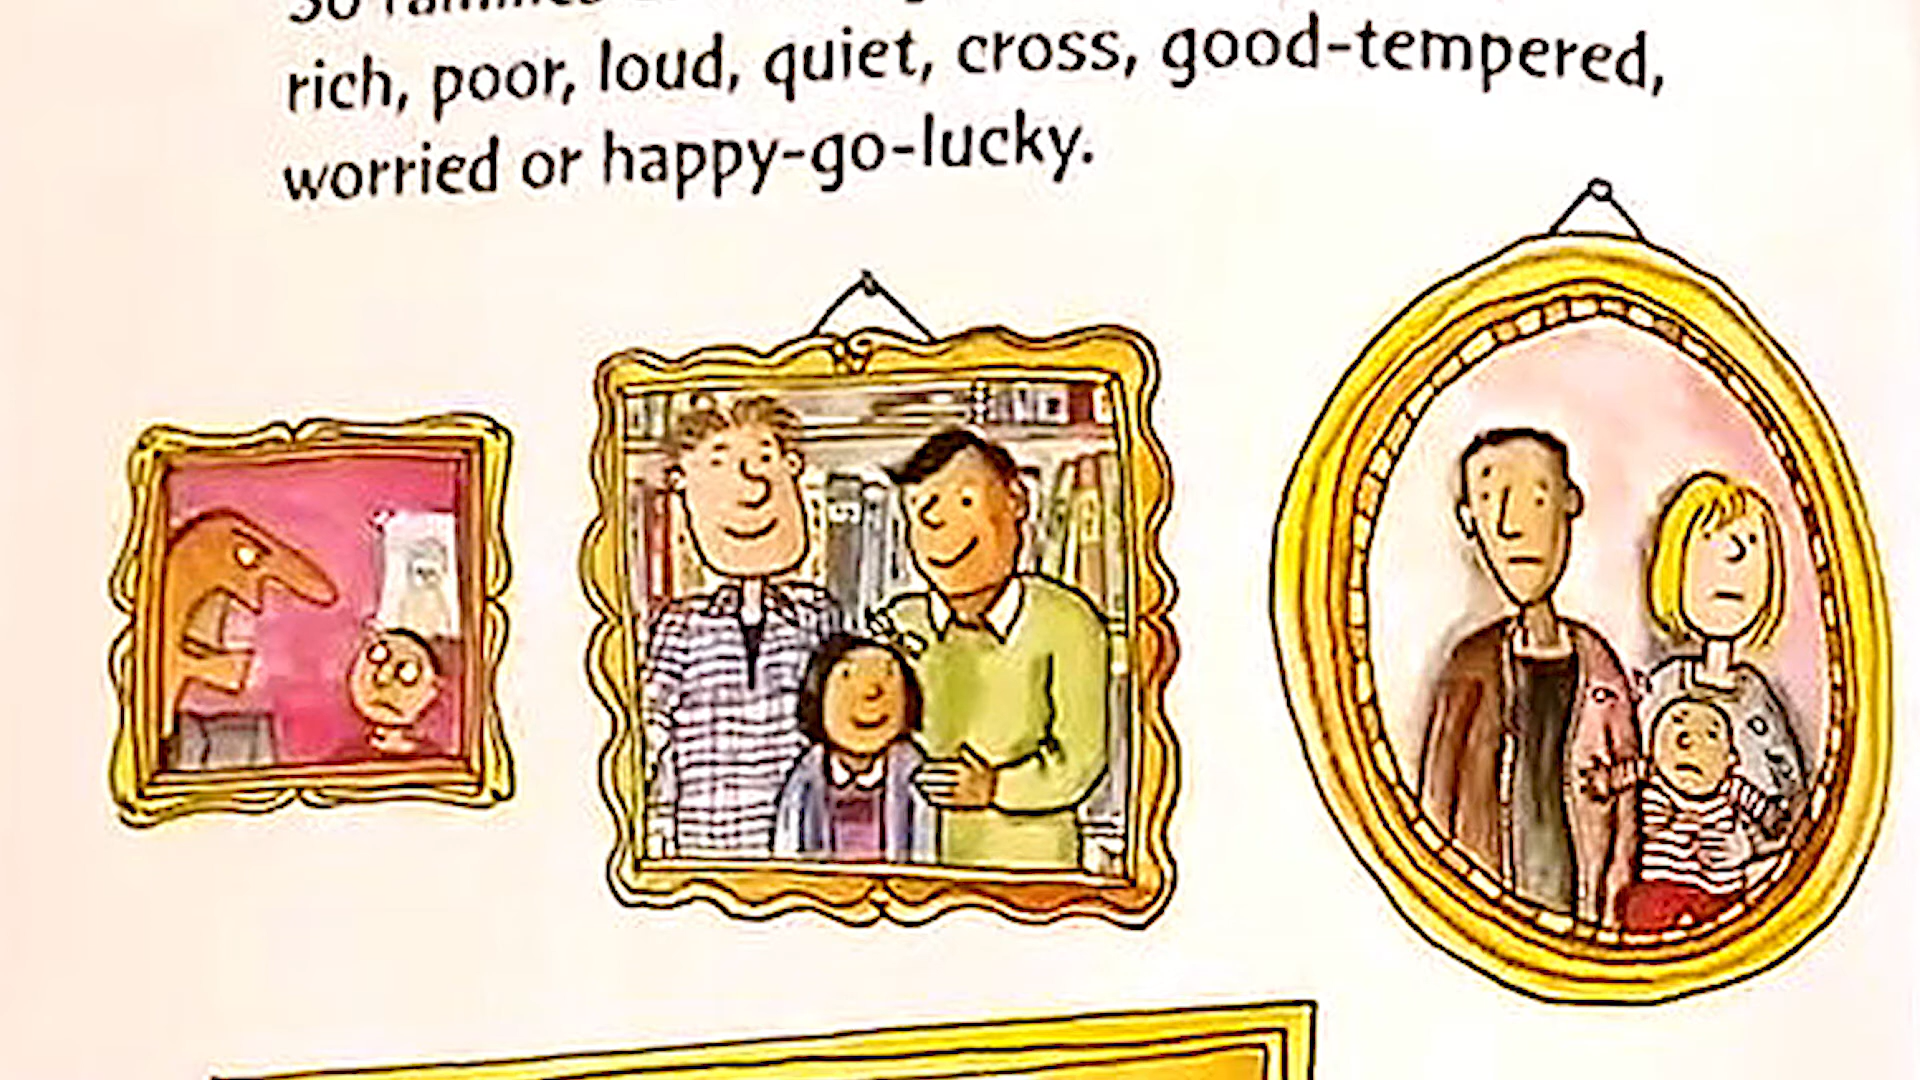 rich, poor, loud, quiet, cross, good-tempered,
worried or happy-go-lucky.